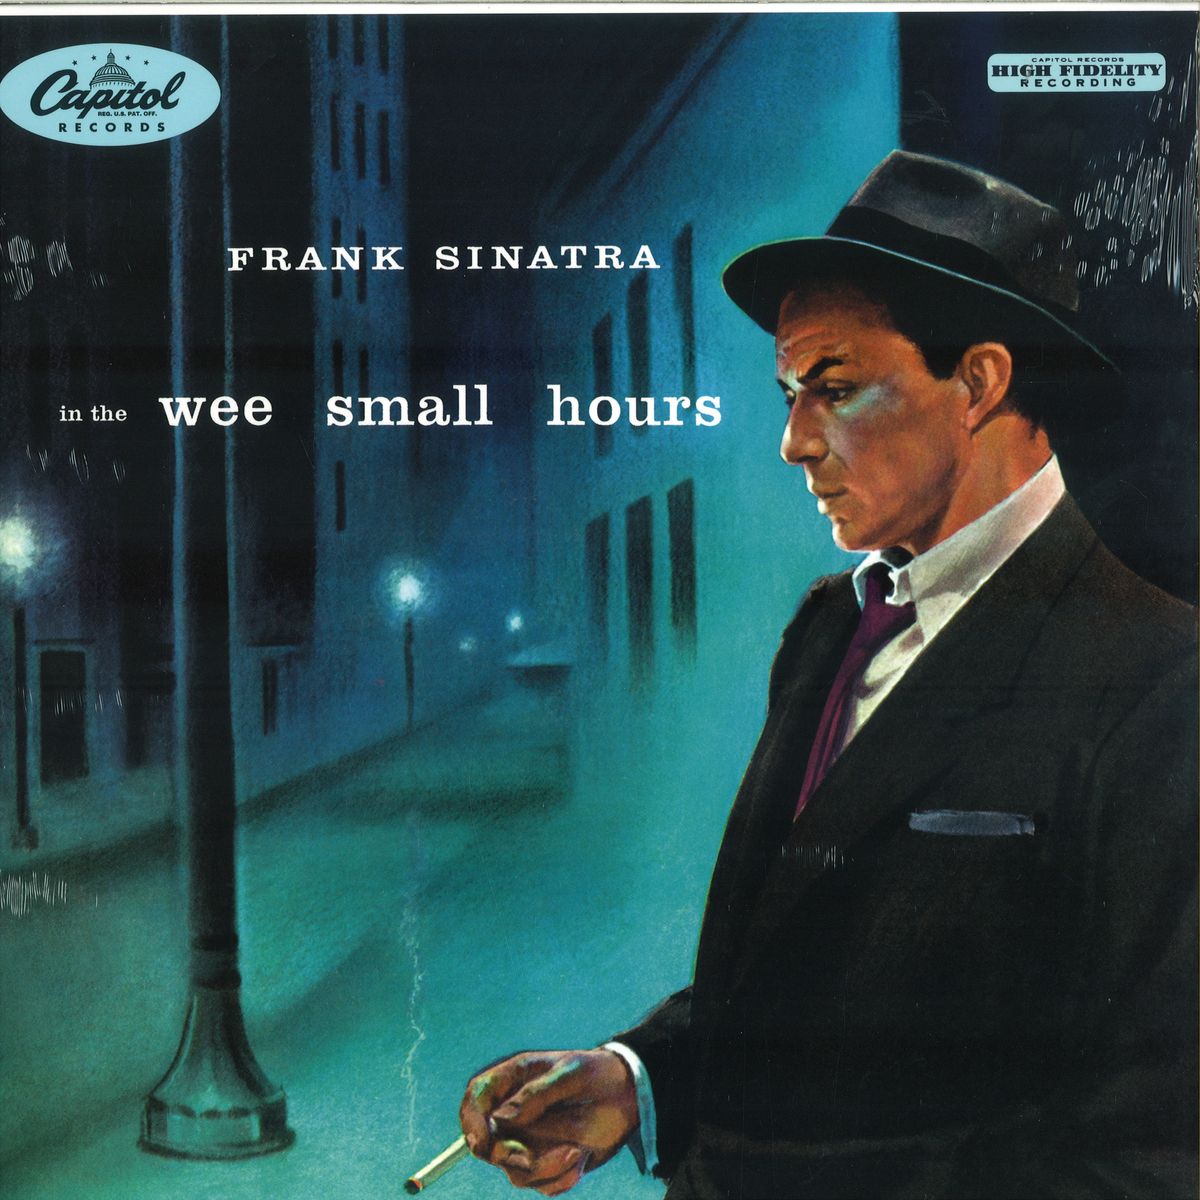 Capitol
REG. U.S. PAT. OFF.
RECORDS
CAPITOL RECORDS
HIGH FIDELITY
RECORDING
FRANK SINATRA
in the wee small hours